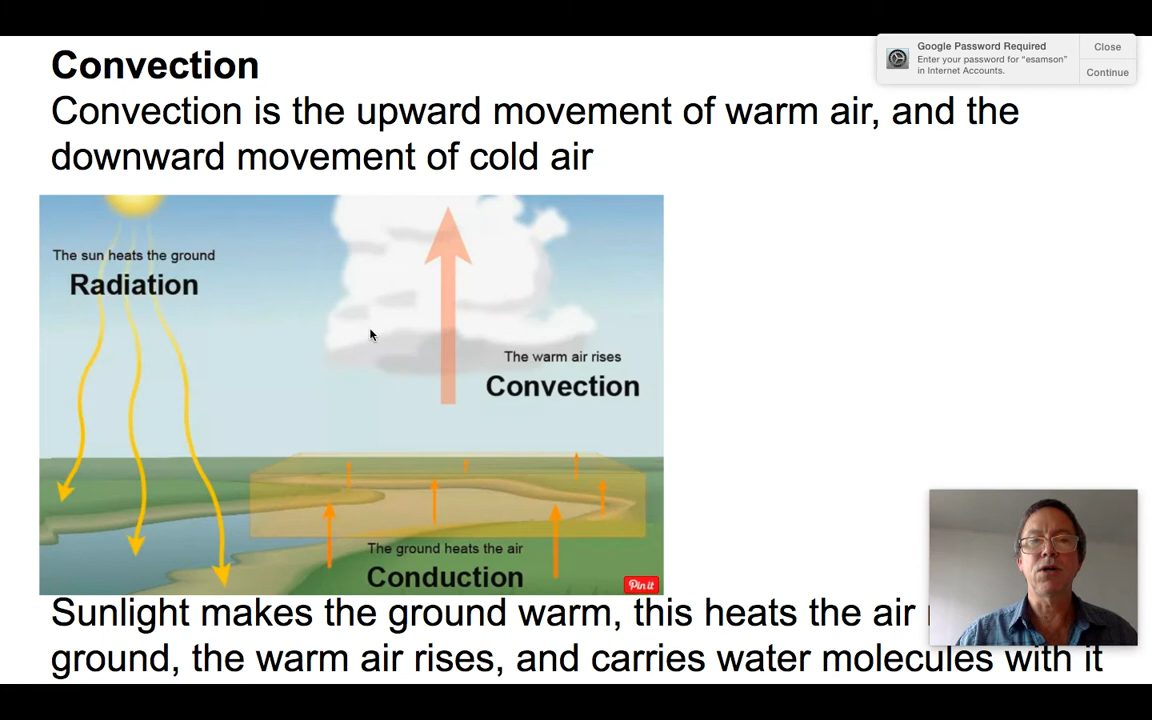 Convection
Google Password Required
Close
Enter your password for “esamson”
in Internet Accounts.
Continue
Convection is the upward movement of warm air, and the
downward movement of cold air
The sun heats the ground
Radiation
The warm air rises
Convection
The ground heats the air
Conduction
Pin it
Sunlight makes the ground warm, this heats the air
ground, the warm air rises, and carries water molecules with it